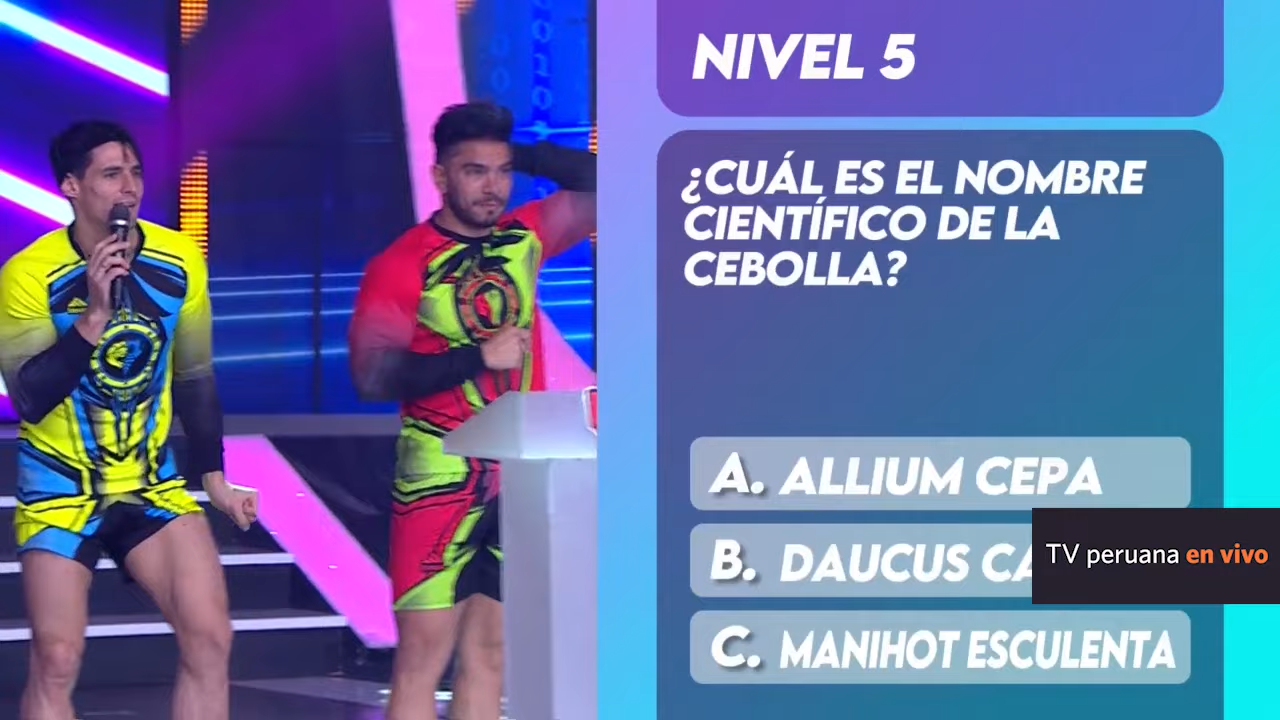 NIVEL 5
¿CUÁL ES EL NOMBRE
CIENTÍFICO DE LA
CEBOLLA?
A. ALLIUM CEPA
B. DAUCUS
TV peruana en vivo
C. MANIHOT ESCULENTA